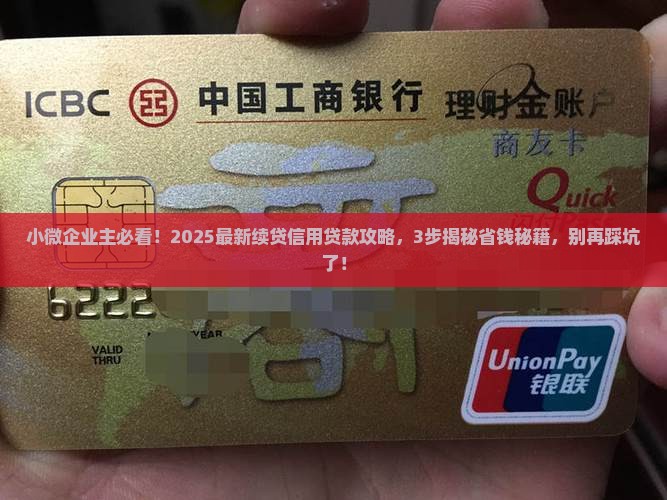 ICBC 中国工商银行 理财金账户
商友卡
Quick
小微企业主必看！2025最新续贷信用贷款攻略，3步揭秘省钱秘籍，别再踩坑
了！
6222
YEAR
VALID
THRU
UnionPay
银联